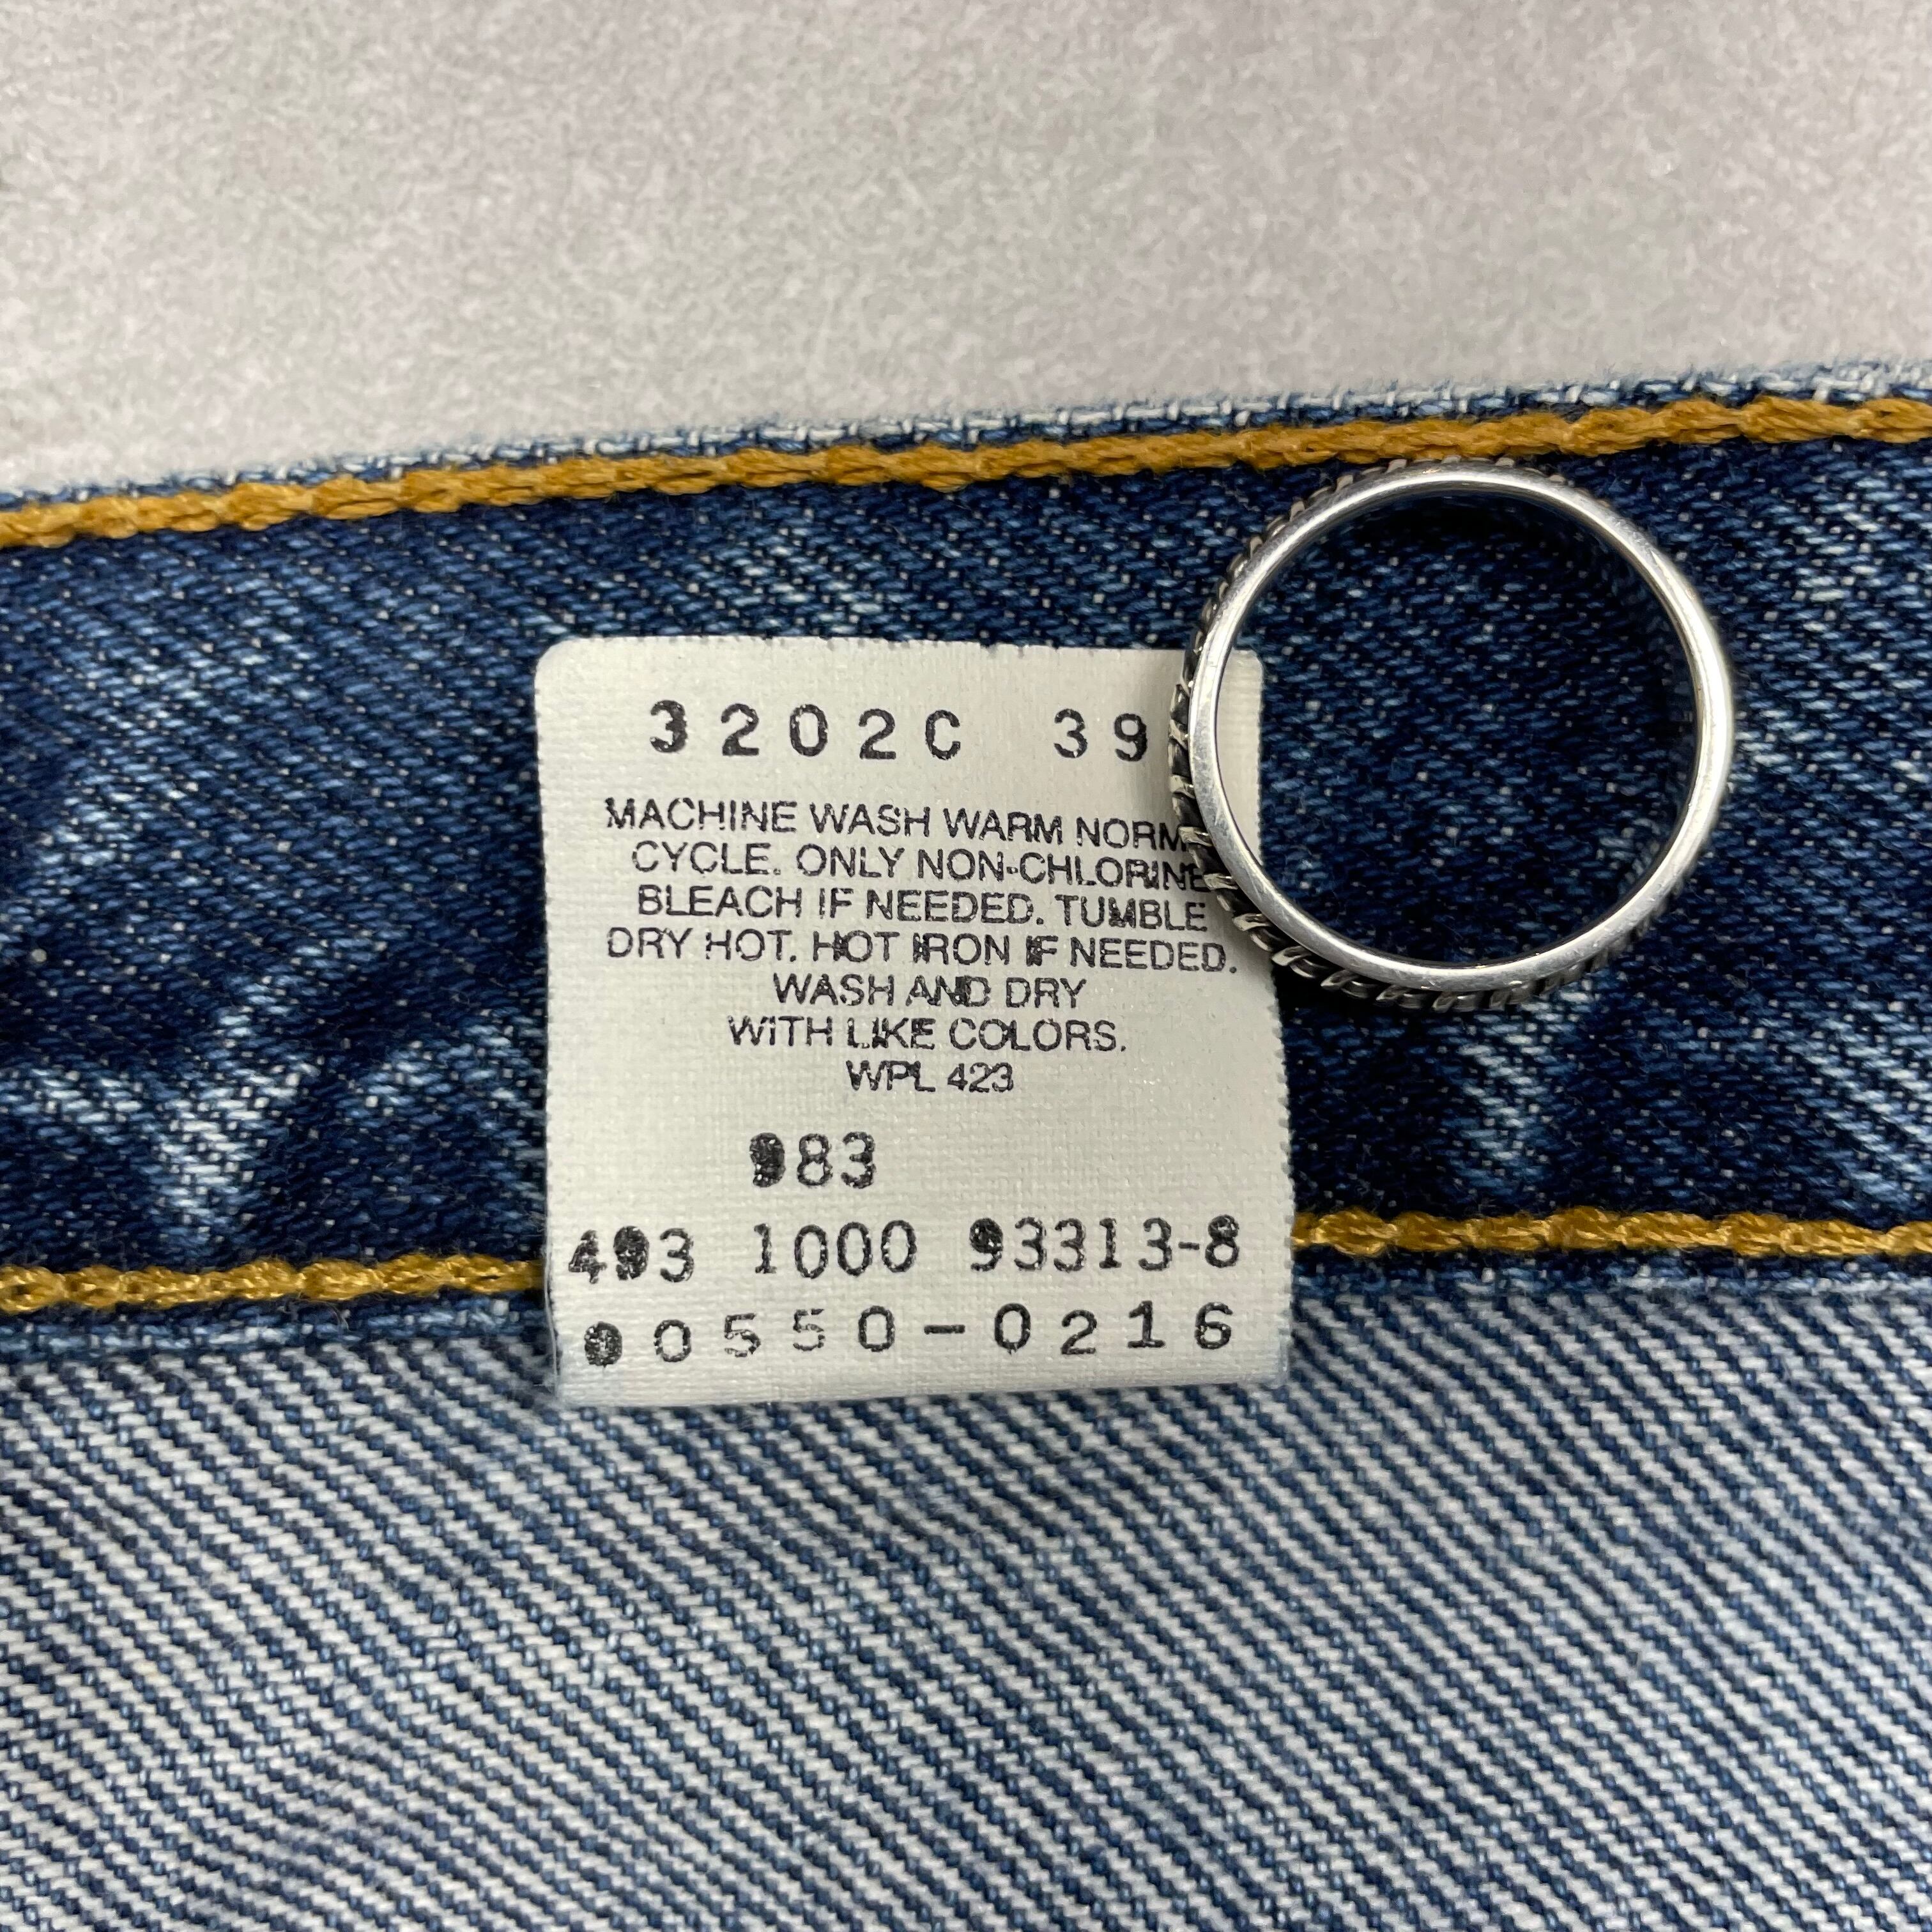 3202C 39
MACHINE WASH WARM NORM
CYCLE. ONLY NON-CHLORINE
BLEACH IF NEEDED. TUMBLE
DRY HOT. HOT IRON IF NEEDED.
WASH AND DRY
WITH LIKE COLORS.
WPL 423
983
493 1000 93313-8
00550-0216